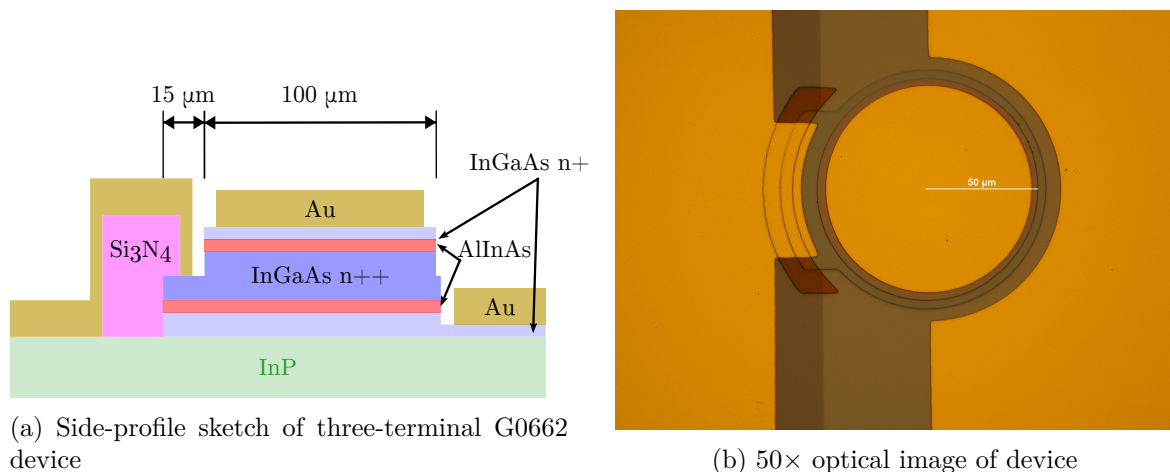 15 µm
100 µm
InGaAs n+
Au
Si3N4
AlInAs
InGaAs n++
Au
InP
(a) Side-profile sketch of three-terminal G0662
device
50 µm
(b) 50× optical image of device